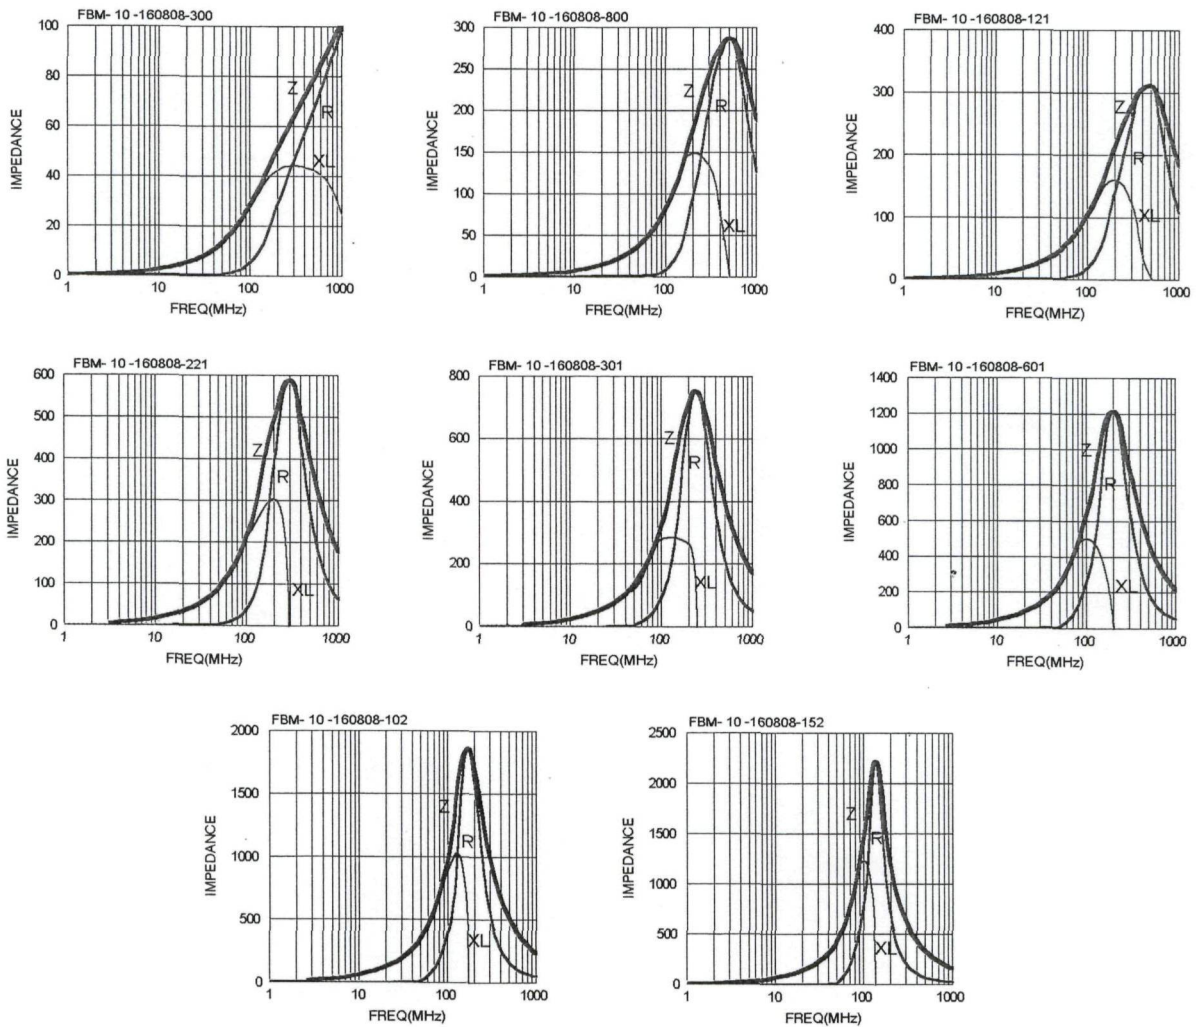 FBM- 10 -160808-300
100
80
60
40
20
0
IMPEDANCE
Z
R
XL
1 10 100 1000
FREQ(MHz)
FBM- 10 -160808-800
300
250
200
150
100
50
0
IMPEDANCE
Z
R
XL
1 10 100 1000
FREQ(MHz)
FBM- 10 -160808-121
400
300
200
100
0
IMPEDANCE
Z
R
XL
1 10 100 1000
FREQ(MHZ)
FBM- 10 -160808-221
600
500
400
300
200
100
0
IMPEDANCE
Z
R
XL
1 10 100 1000
FREQ(MHz)
FBM- 10 -160808-301
800
600
400
200
0
IMPEDANCE
Z
R
XL
1 10 100 1000
FREQ(MHz)
FBM- 10 -160808-601
1400
1200
1000
800
600
400
200
0
IMPEDANCE
Z
R
XL
1 10 100 1000
FREQ(MHz)
FBM- 10 -160808-102
2000
1500
1000
500
0
IMPEDANCE
Z
R
XL
1 10 100 1000
FREQ(MHz)
FBM- 10 -160808-152
2500
2000
1500
1000
500
0
IMPEDANCE
Z
R
XL
1 10 100 1000
FREQ(MHz)